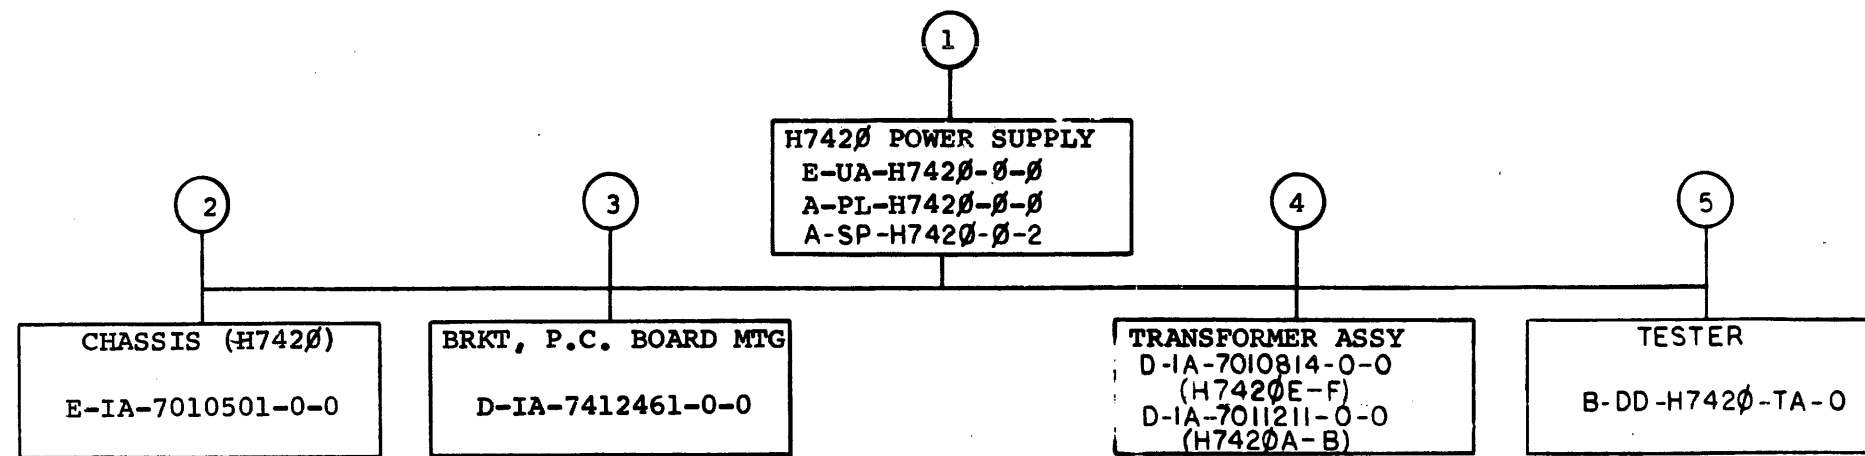 1
H742Ø POWER SUPPLY
E-UA-H742Ø-Ø-Ø
A-PL-H742Ø-Ø-Ø
A-SP-H742Ø-Ø-2
2
3
4
5
CHASSIS (H742Ø)
E-IA-7010501-0-0
BRKT, P.C. BOARD MTG
D-IA-7412461-0-0
TRANSFORMER ASSY
D-IA-7010814-0-0
(H742ØE-F)
D-IA-7011211-0-0
(H742ØA-B)
TESTER
B-DD-H742Ø-TA-0